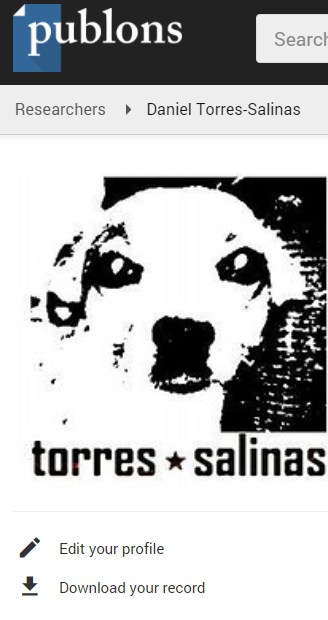 publons
Search
Researchers Daniel Torres-Salinas
torres ★ salinas
Edit your profile
Download your record